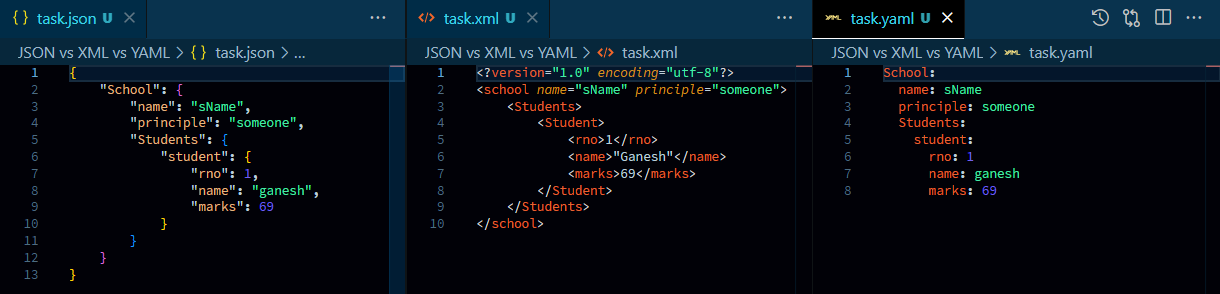 { } task.json U ✕ ···
JSON vs XML vs YAML > { } task.json > ...
1 {
2     "School": {
3         "name": "sName",
4         "principle": "someone",
5         "Students": {
6             "student": {
7                 "rno": 1,
8                 "name": "ganesh",
9                 "marks": 69
10             }
11         }
12     }
13 }
</> task.xml U ✕ ···
JSON vs XML vs YAML > </> task.xml
1 <?version="1.0" encoding="utf-8"?>
2 <school name="sName" principle="someone">
3     <Students>
4         <Student>
5             <rno>1</rno>
6             <name>"Ganesh"</name>
7             <marks>69</marks>
8         </Student>
9     </Students>
10 </school>
YAML task.yaml U ✕ ···
JSON vs XML vs YAML > YAML task.yaml
1 School:
2   name: sName
3   principle: someone
4   Students:
5     student:
6       rno: 1
7       name: ganesh
8       marks: 69